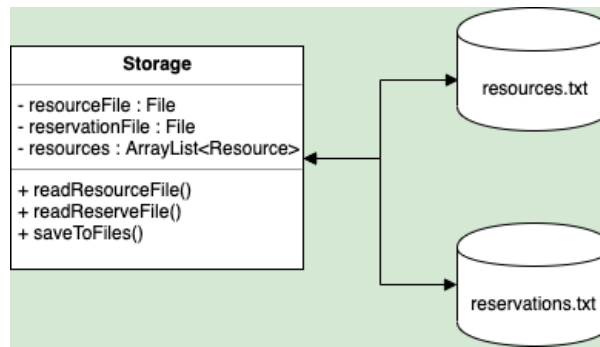 Storage
- resourceFile : File
- reservationFile : File
- resources : ArrayList<Resource>
+ readResourceFile()
+ readReserveFile()
+ saveToFiles()
resources.txt
reservations.txt